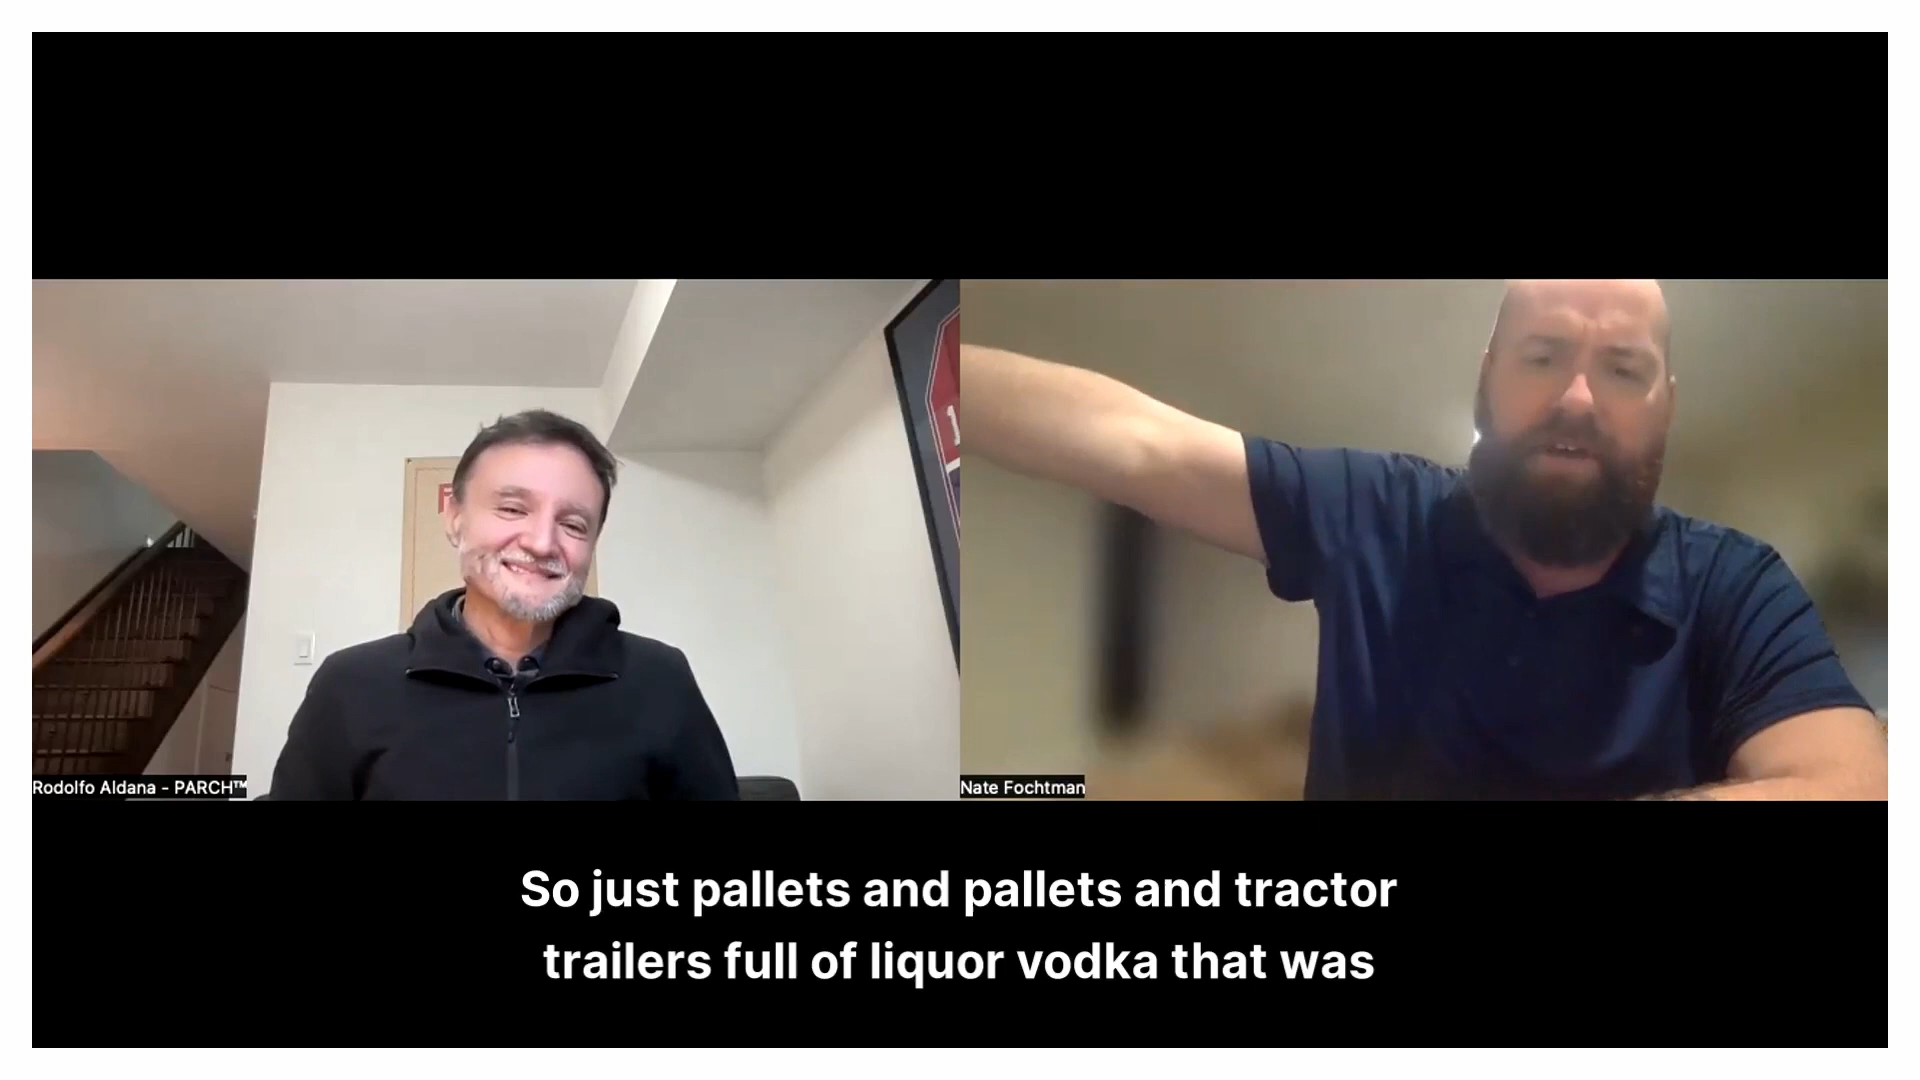 Rodolfo Aldana - PARCH™
Nate Fochtman
So just pallets and pallets and tractor
trailers full of liquor vodka that was